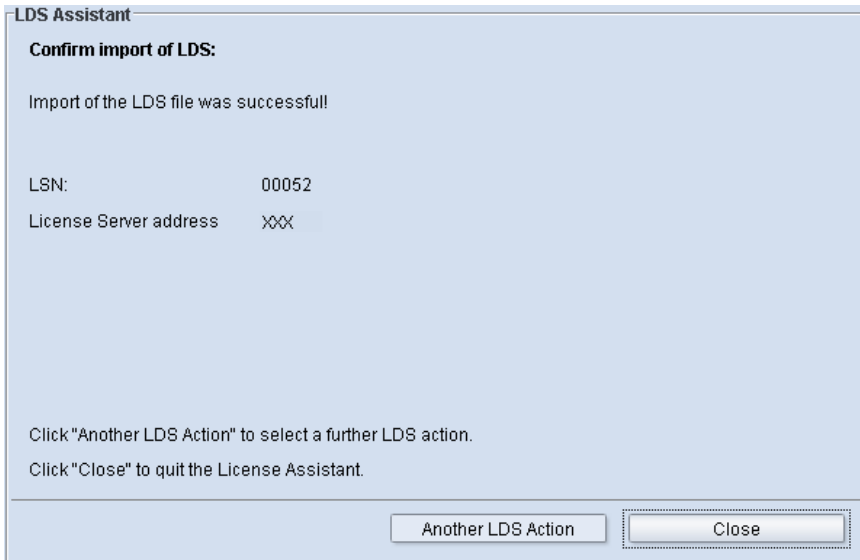 LDS Assistant
Confirm import of LDS:
Import of the LDS file was successful!
LSN: 00052
License Server address XXX
Click "Another LDS Action" to select a further LDS action.
Click "Close" to quit the License Assistant.
Another LDS Action Close